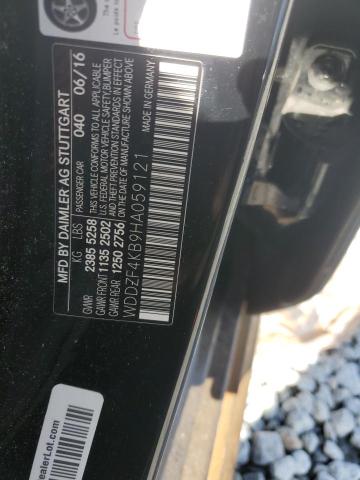 MFD BY DAIMLER AG STUTTGART
PASSENGER CAR 040 06/16
KG LBS
GVWR 2385 5258
GAWR FRONT 1135 2502
GAWR REAR 1250 2756
THIS VEHICLE CONFORMS TO ALL APPLICABLE
U.S. FEDERAL MOTOR VEHICLE SAFETY, BUMPER
AND THEFT PREVENTION STANDARDS IN EFFECT
ON THE DATE OF MANUFACTURE SHOWN ABOVE
WDDZF4KB9HA059121 MADE IN GERMANY
ealerLot.com